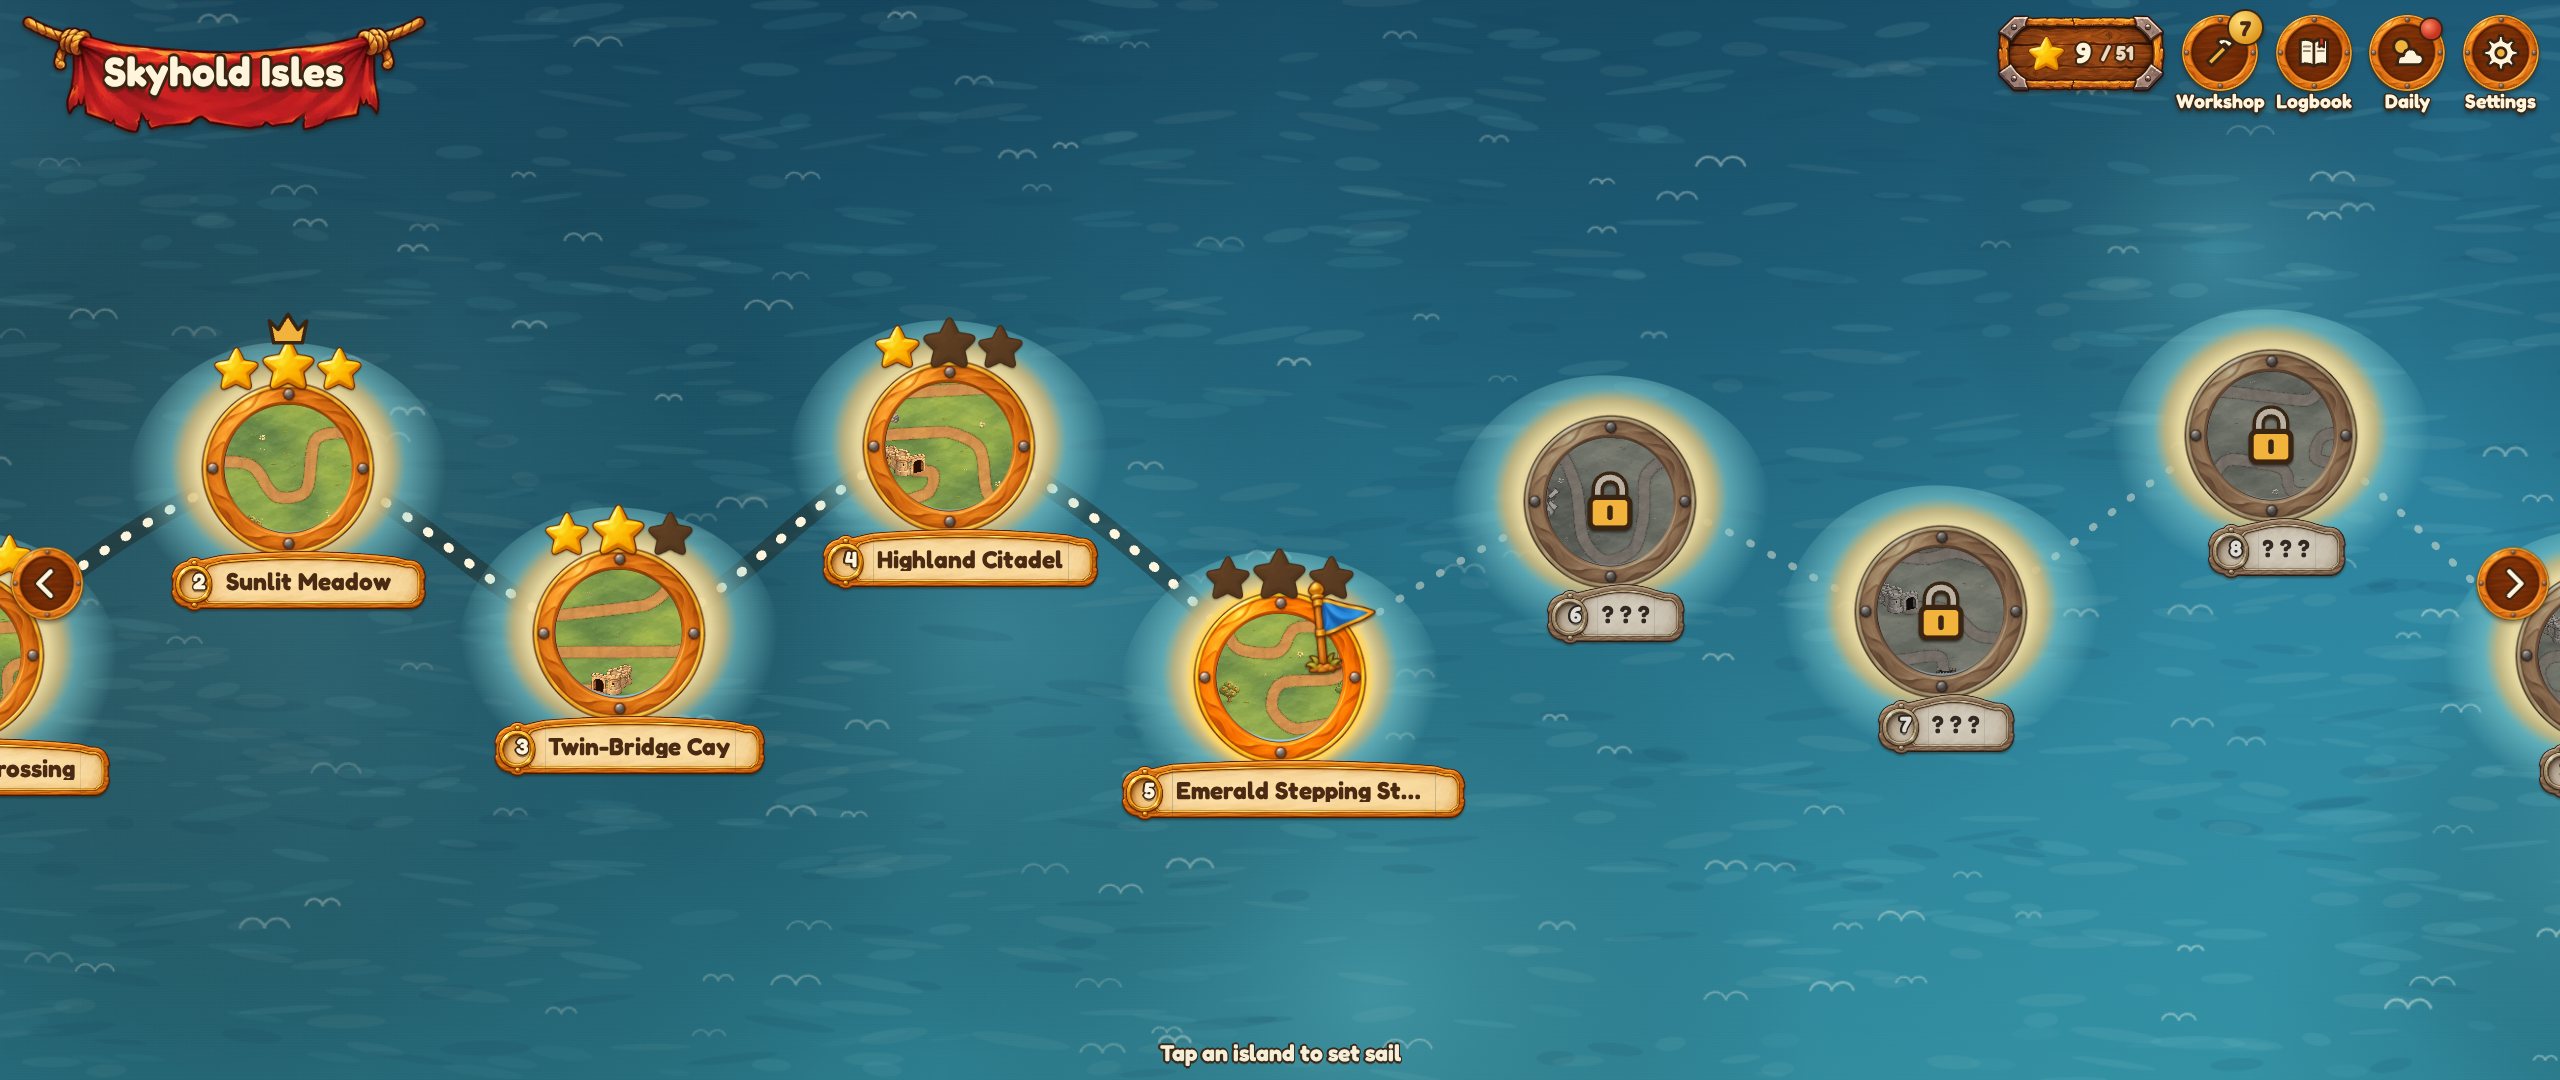 Skyhold Isles
9 / 51
7
Workshop
Logbook
Daily
Settings
2 Sunlit Meadow
4 Highland Citadel
8 ???
6 ???
3 Twin-Bridge Cay
7 ???
rossing
5 Emerald Stepping St...
Tap an island to set sail